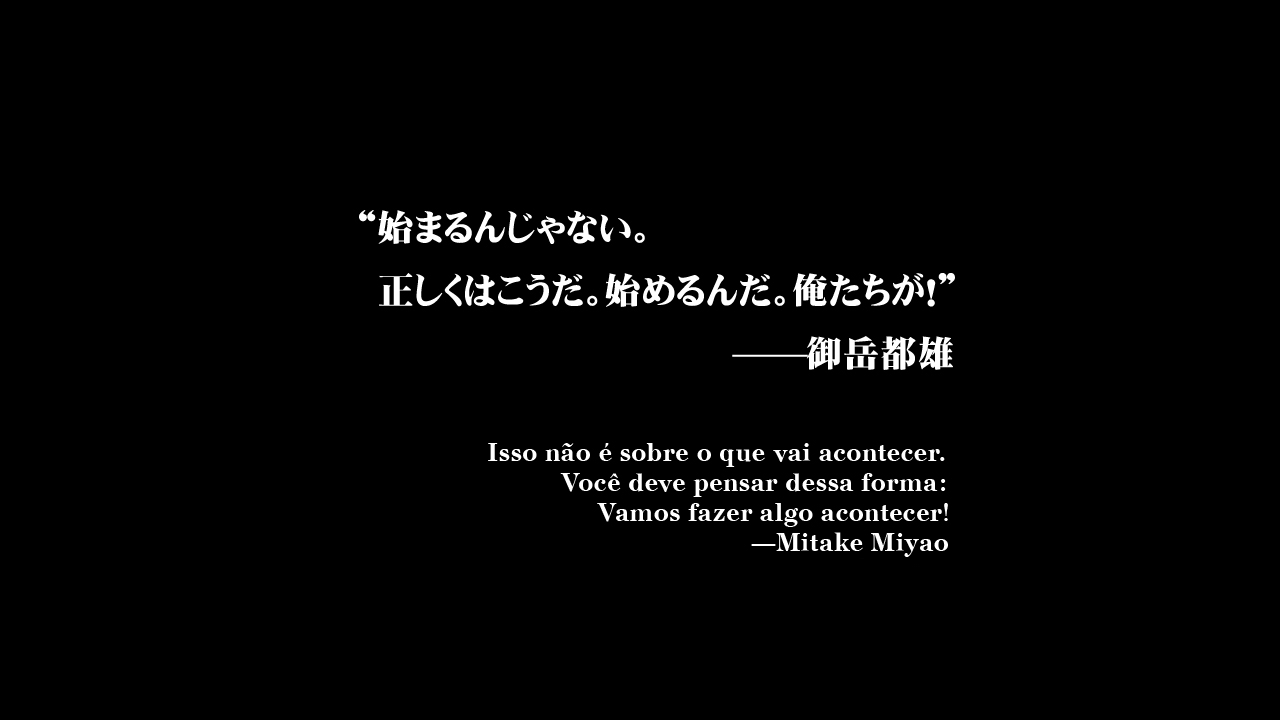 “始まるんじゃない。
正しくはこうだ。始めるんだ。俺たちが!”
——御岳都雄
Isso não é sobre o que vai acontecer.
Você deve pensar dessa forma:
Vamos fazer algo acontecer!
—Mitake Miyao